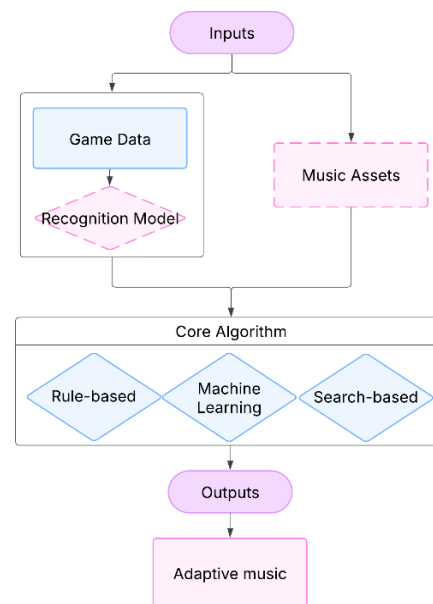 Inputs
Game Data
Recognition Model
Music Assets
Core Algorithm
Rule-based
Machine
Learning
Search-based
Outputs
Adaptive music